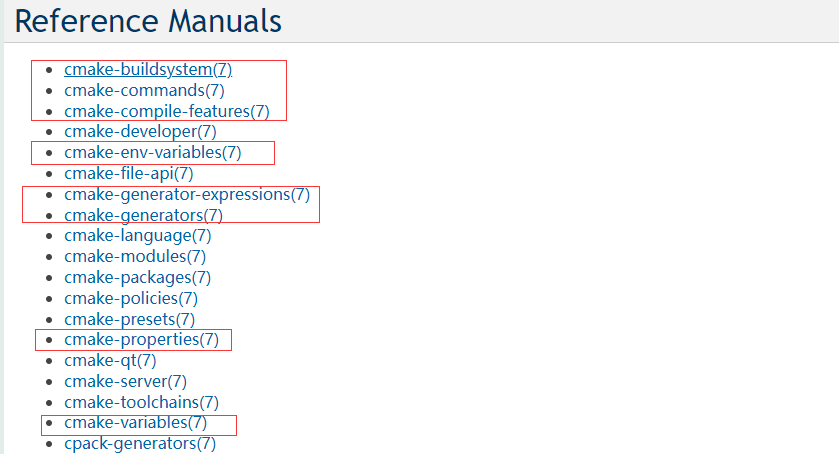 Reference Manuals
cmake-buildsystem(7)
cmake-commands(7)
cmake-compile-features(7)
cmake-developer(7)
cmake-env-variables(7)
cmake-file-api(7)
cmake-generator-expressions(7)
cmake-generators(7)
cmake-language(7)
cmake-modules(7)
cmake-packages(7)
cmake-policies(7)
cmake-presets(7)
cmake-properties(7)
cmake-qt(7)
cmake-server(7)
cmake-toolchains(7)
cmake-variables(7)
cpack-generators(7)